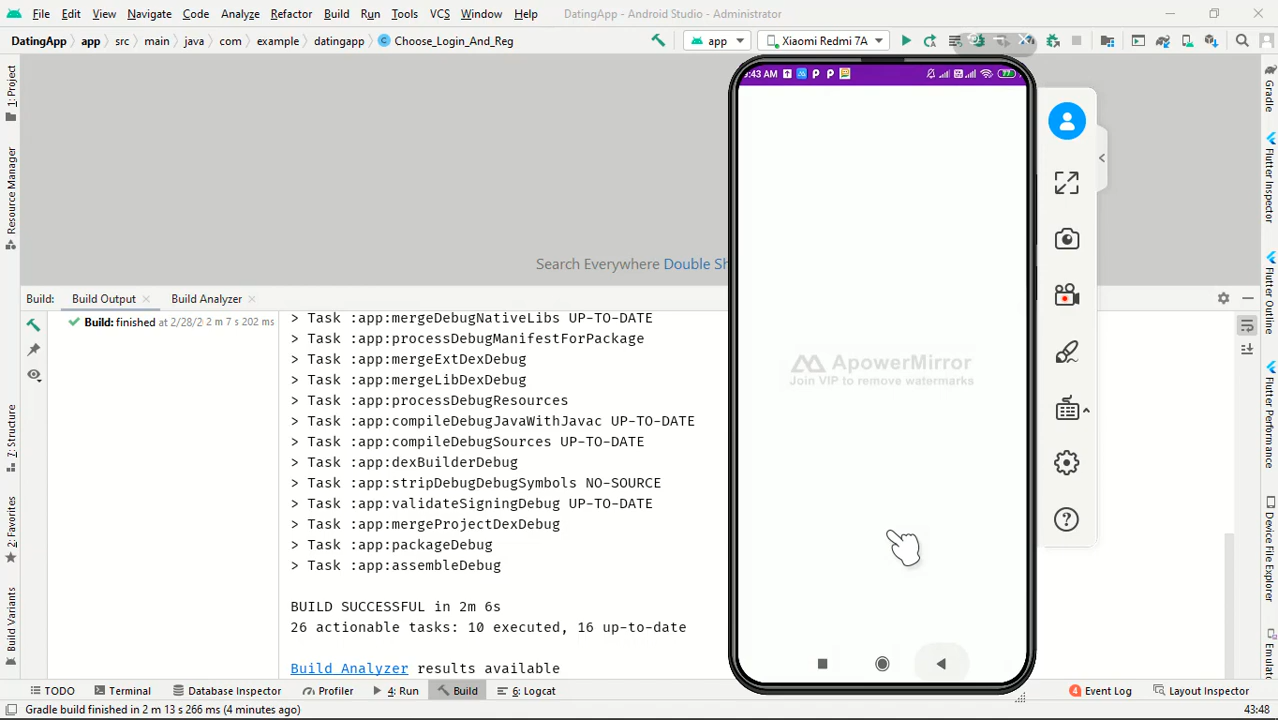 File Edit View Navigate Code Analyze Refactor Build Run Tools VCS Window Help DatingApp - Android Studio - Administrator
DatingApp app src main java com example datingapp Choose_Login_And_Reg app Xiaomi Redmi 7A
1: Project
Resource Manager
Z: Structure
2: Favorites
Build Variants
:43 AM 77
Search Everywhere Double Sh
ApowerMirror
Join VIP to remove watermarks
Build: Build Output Build Analyzer
Build: finished at 2/28/2 2 m 7 s 202 ms
> Task :app:mergeDebugNativeLibs UP-TO-DATE
> Task :app:processDebugManifestForPackage
> Task :app:mergeExtDexDebug
> Task :app:mergeLibDexDebug
> Task :app:processDebugResources
> Task :app:compileDebugJavaWithJavac UP-TO-DATE
> Task :app:compileDebugSources UP-TO-DATE
> Task :app:dexBuilderDebug
> Task :app:stripDebugDebugSymbols NO-SOURCE
> Task :app:validateSigningDebug UP-TO-DATE
> Task :app:mergeProjectDexDebug
> Task :app:packageDebug
> Task :app:assembleDebug
BUILD SUCCESSFUL in 2m 6s
26 actionable tasks: 10 executed, 16 up-to-date
Build Analyzer results available
Gradle
Flutter Inspector
Flutter Outline
Flutter Performance
Device File Explorer
Emulat
TODO Terminal Database Inspector Profiler 4: Run Build 6: Logcat 4 Event Log Layout Inspector
Gradle build finished in 2 m 13 s 266 ms (4 minutes ago) 43:48